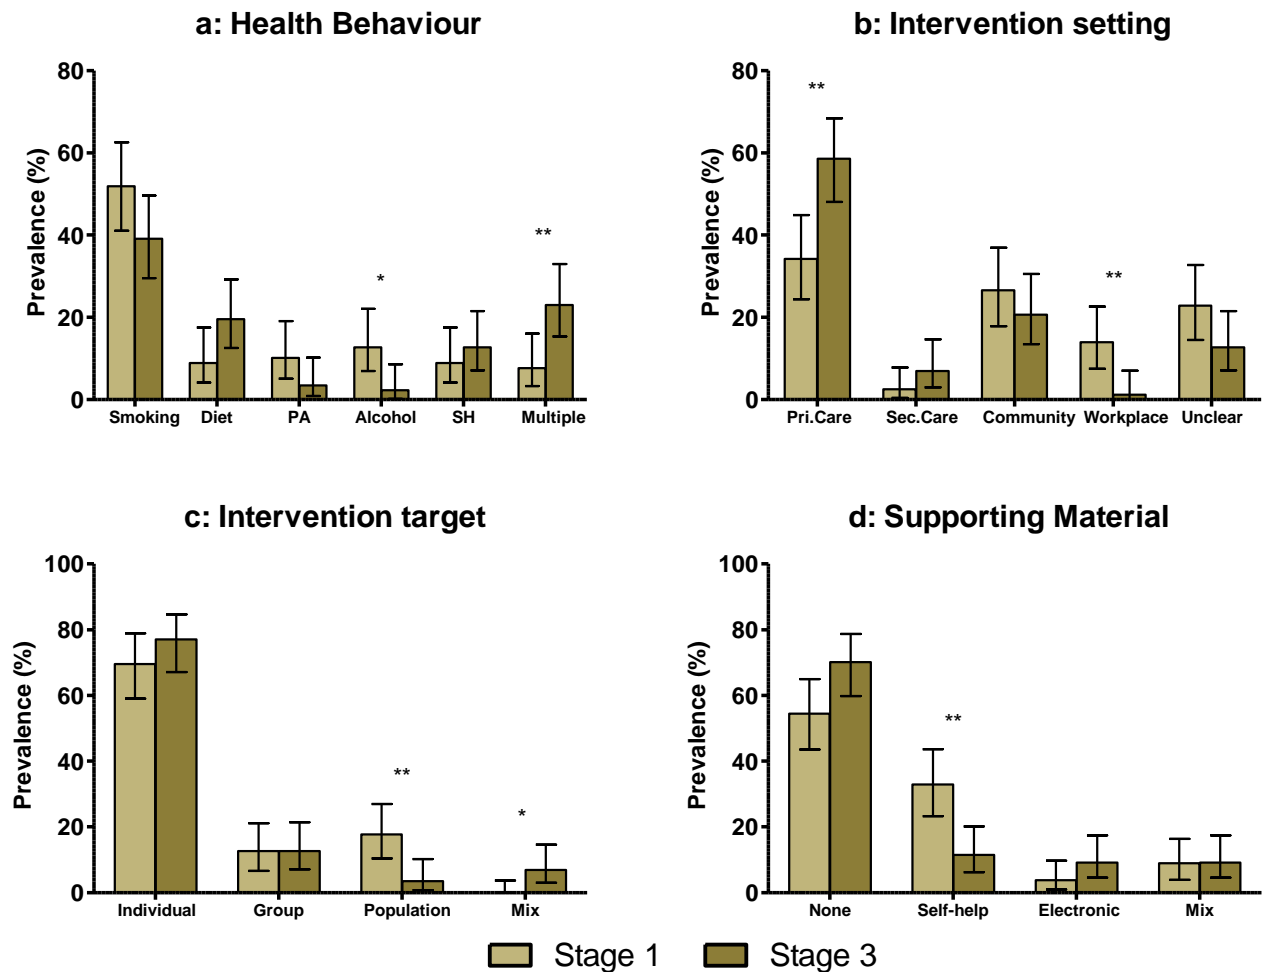 a: Health Behaviour
Prevalence (%)
80
60
40
20
0
*
**
Smoking Diet PA Alcohol SH Multiple
b: Intervention setting
Prevalence (%)
80
60
40
20
0
**
**
Pri.Care Sec.Care Community Workplace Unclear
c: Intervention target
Prevalence (%)
100
80
60
40
20
0
**
*
Individual Group Population Mix
d: Supporting Material
Prevalence (%)
100
80
60
40
20
0
**
None Self-help Electronic Mix
Stage 1 Stage 3